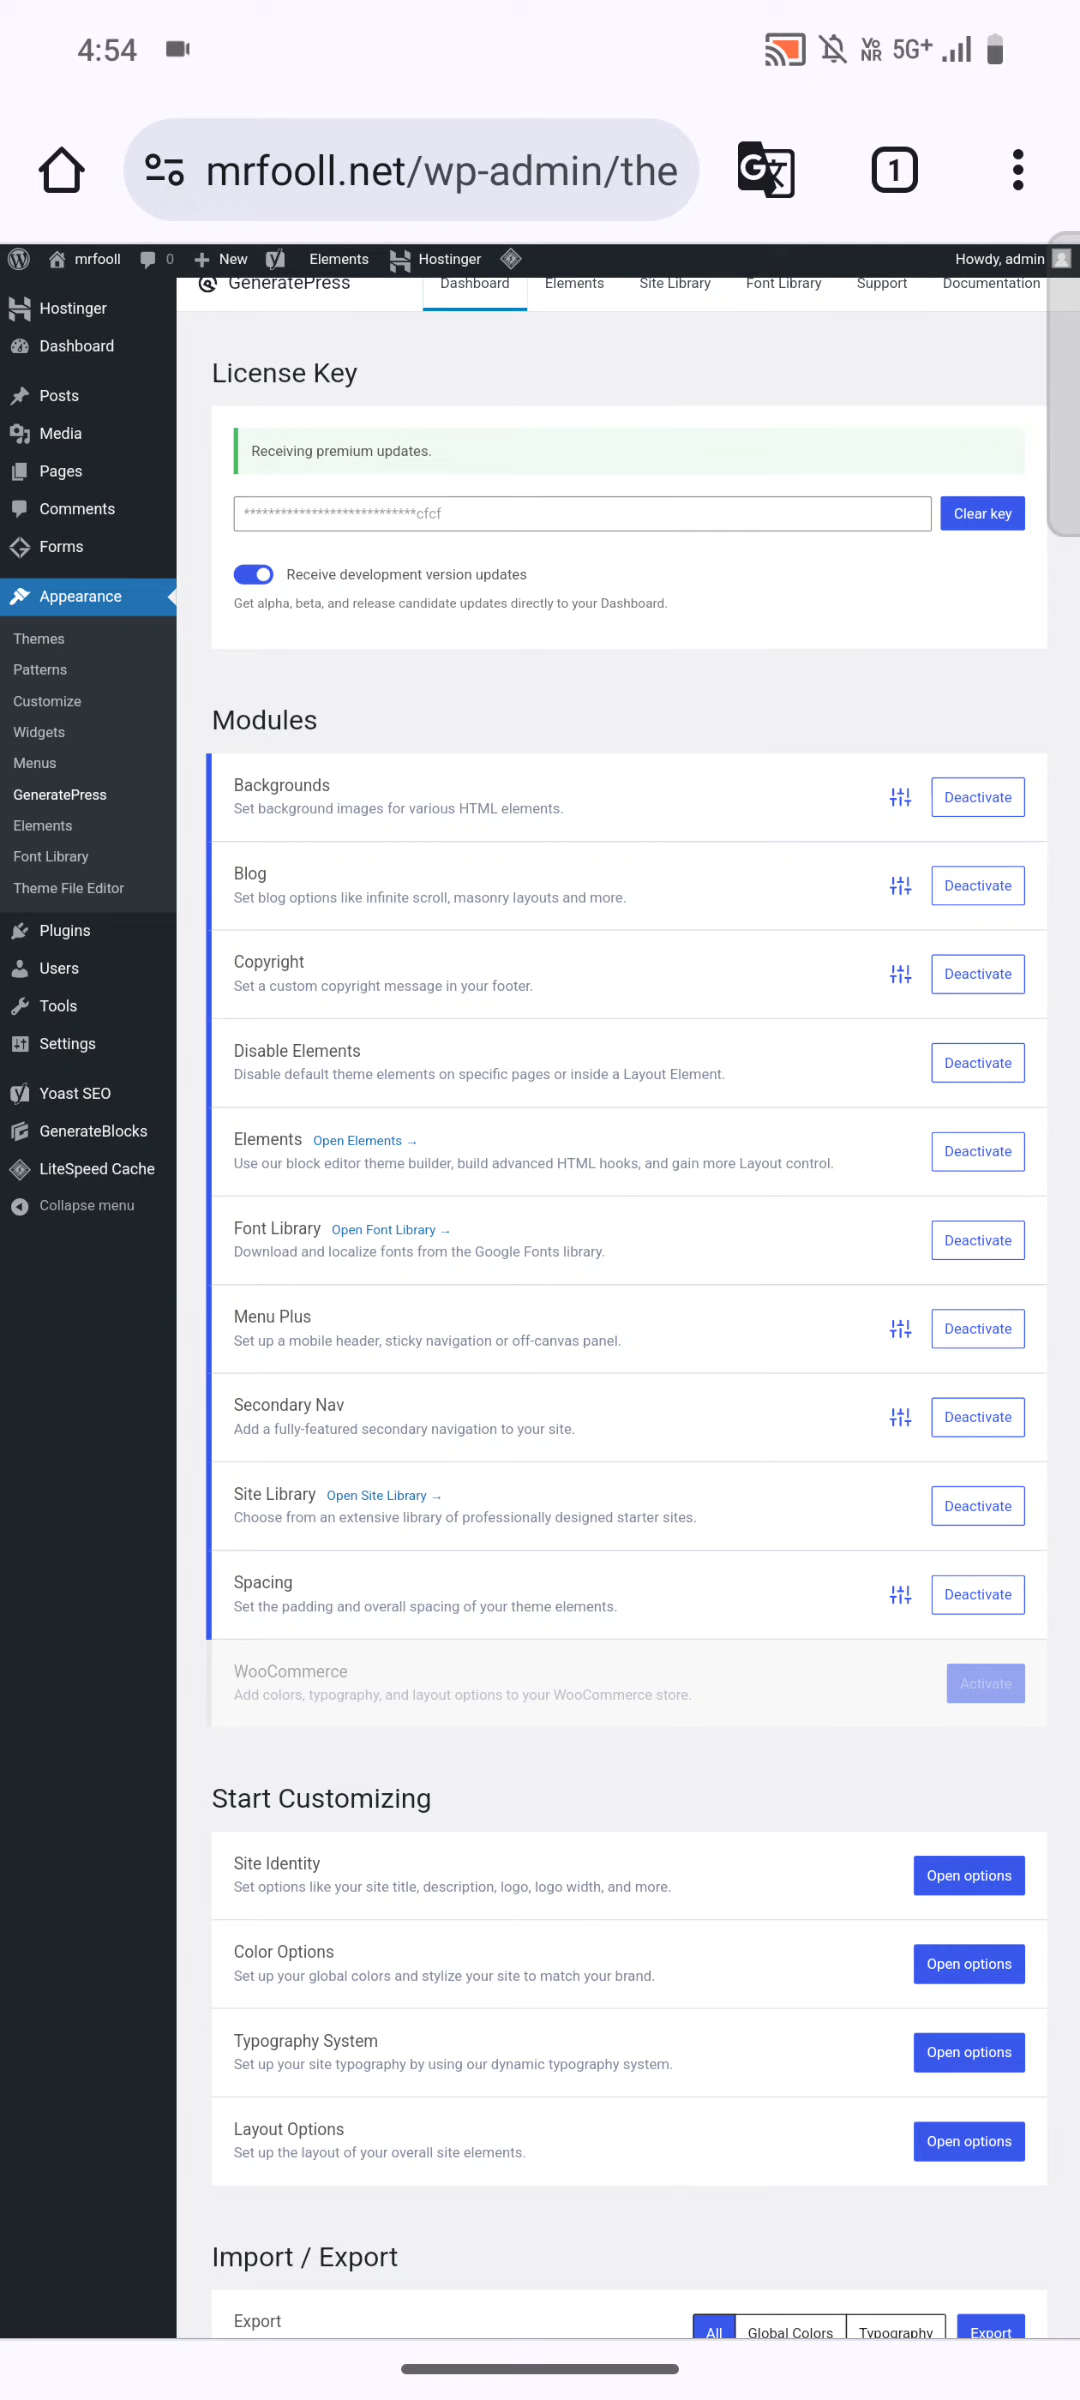 4:54
Vo NR 5G+
mrfooll.net/wp-admin/the
1
mrfooll 0 New Elements Hostinger Howdy, admin
GeneratePress Dashboard Elements Site Library Font Library Support Documentation
Hostinger
Dashboard
Posts
Media
Pages
Comments
Forms
Appearance
Themes
Patterns
Customize
Widgets
Menus
GeneratePress
Elements
Font Library
Theme File Editor
Plugins
Users
Tools
Settings
Yoast SEO
GenerateBlocks
LiteSpeed Cache
Collapse menu
License Key
Receiving premium updates.
****************************cfcf Clear key
Receive development version updates
Get alpha, beta, and release candidate updates directly to your Dashboard.
Modules
Backgrounds
Set background images for various HTML elements.
Deactivate
Blog
Set blog options like infinite scroll, masonry layouts and more.
Deactivate
Copyright
Set a custom copyright message in your footer.
Deactivate
Disable Elements
Disable default theme elements on specific pages or inside a Layout Element.
Deactivate
Elements Open Elements →
Use our block editor theme builder, build advanced HTML hooks, and gain more Layout control.
Deactivate
Font Library Open Font Library →
Download and localize fonts from the Google Fonts library.
Deactivate
Menu Plus
Set up a mobile header, sticky navigation or off-canvas panel.
Deactivate
Secondary Nav
Add a fully-featured secondary navigation to your site.
Deactivate
Site Library Open Site Library →
Choose from an extensive library of professionally designed starter sites.
Deactivate
Spacing
Set the padding and overall spacing of your theme elements.
Deactivate
WooCommerce
Add colors, typography, and layout options to your WooCommerce store.
Activate
Start Customizing
Site Identity
Set options like your site title, description, logo, logo width, and more.
Open options
Color Options
Set up your global colors and stylize your site to match your brand.
Open options
Typography System
Set up your site typography by using our dynamic typography system.
Open options
Layout Options
Set up the layout of your overall site elements.
Open options
Import / Export
Export
All Global Colors Typography Export